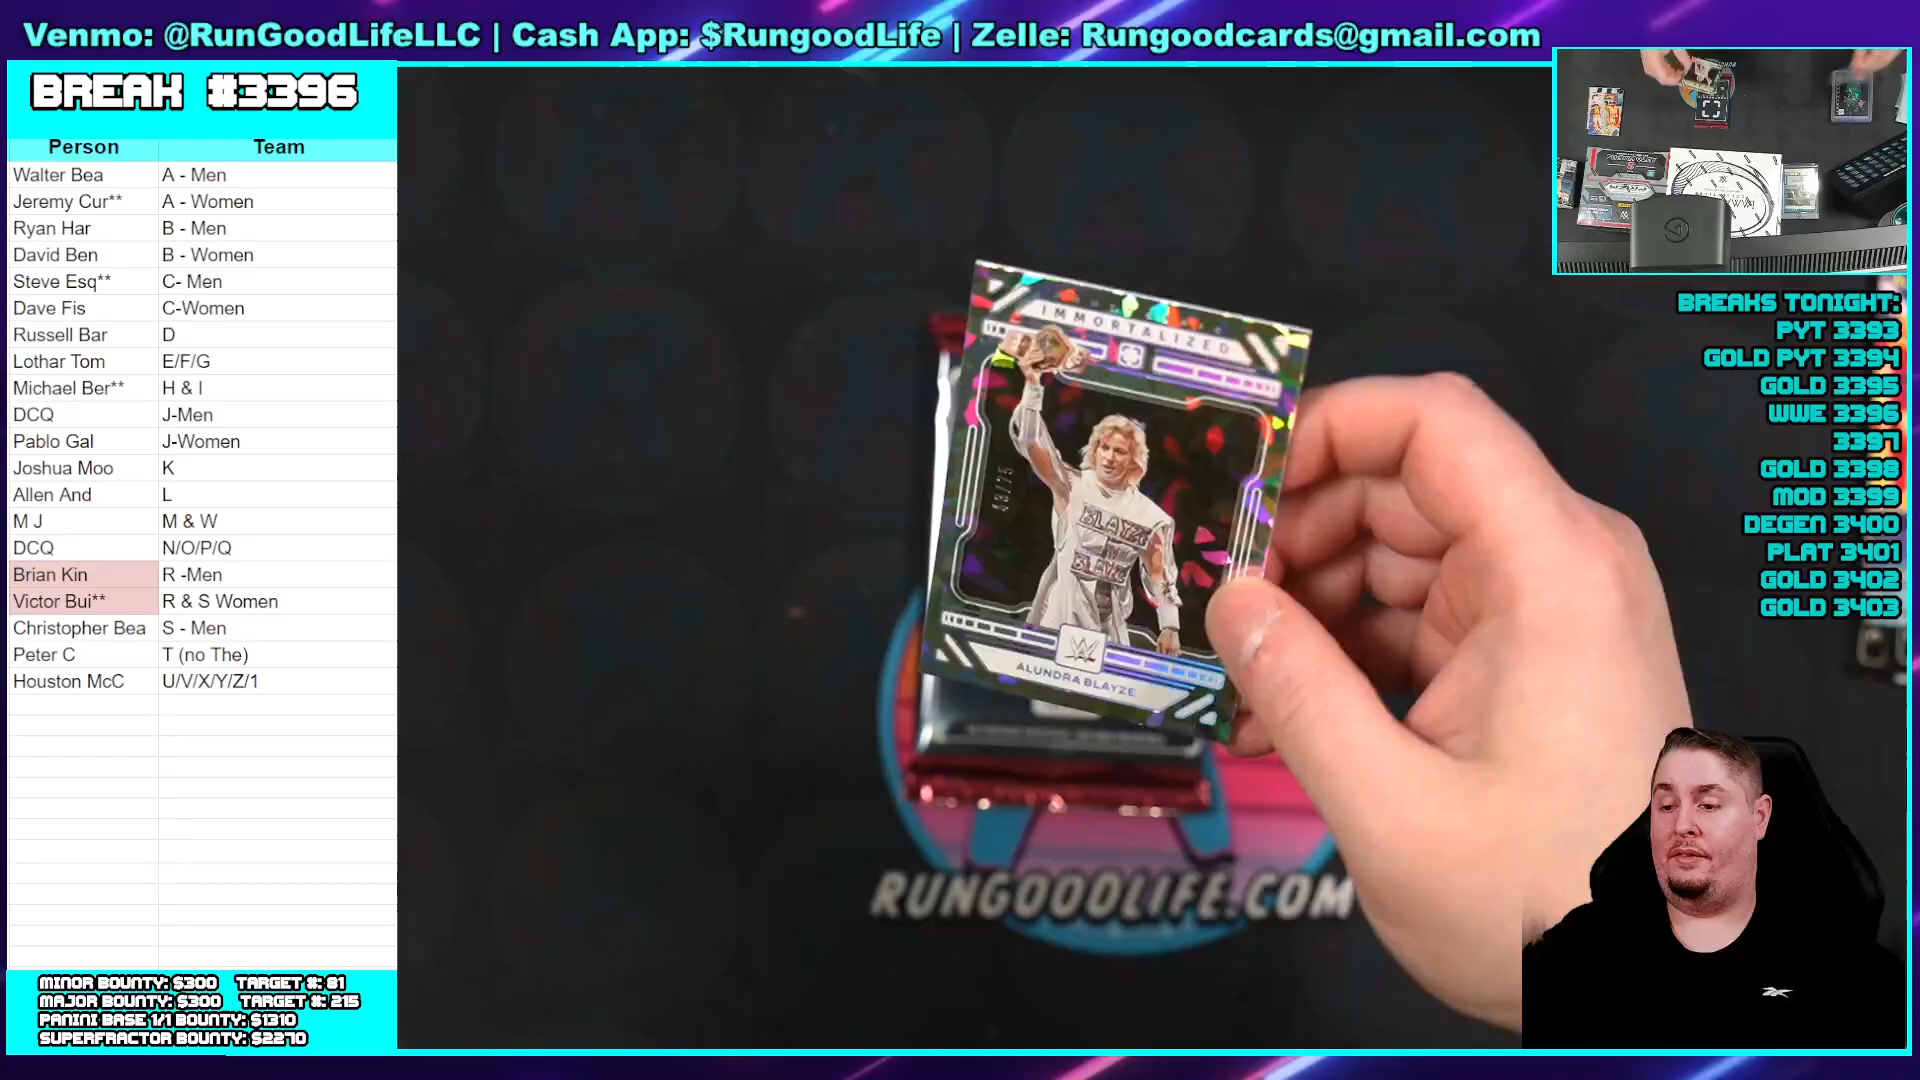 Venmo: @RunGoodLifeLLC | Cash App: $RungoodLife | Zelle: Rungoodcards@gmail.com
BREAK #3396
Person Team
Walter Bea A - Men
Jeremy Cur** A - Women
Ryan Har B - Men
David Ben B - Women
Steve Esq** C- Men
Dave Fis C-Women
Russell Bar D
Lothar Tom E/F/G
Michael Ber** H & I
DCQ J-Men
Pablo Gal J-Women
Joshua Moo K
Allen And L
M J M & W
DCQ N/O/P/Q
Brian Kin R -Men
Victor Bui** R & S Women
Christopher Bea S - Men
Peter C T (no The)
Houston McC U/V/X/Y/Z/1
MINOR BOUNTY: $300 TARGET #: 81
MAJOR BOUNTY: $300 TARGET #: 215
PANINI BASE 1/1 BOUNTY: $1310
SUPERFRACTOR BOUNTY: $2270
IMMORTALIZED
BLAYZE
BLAYZE
W
ALUNDRA BLAYZE
RUNGOODLIFE.COM
BREAKS TONIGHT:
PYT 3393
GOLD PYT 3394
GOLD 3395
WWE 3396
3397
GOLD 3398
MOD 3399
DEGEN 3400
PLAT 3401
GOLD 3402
GOLD 3403